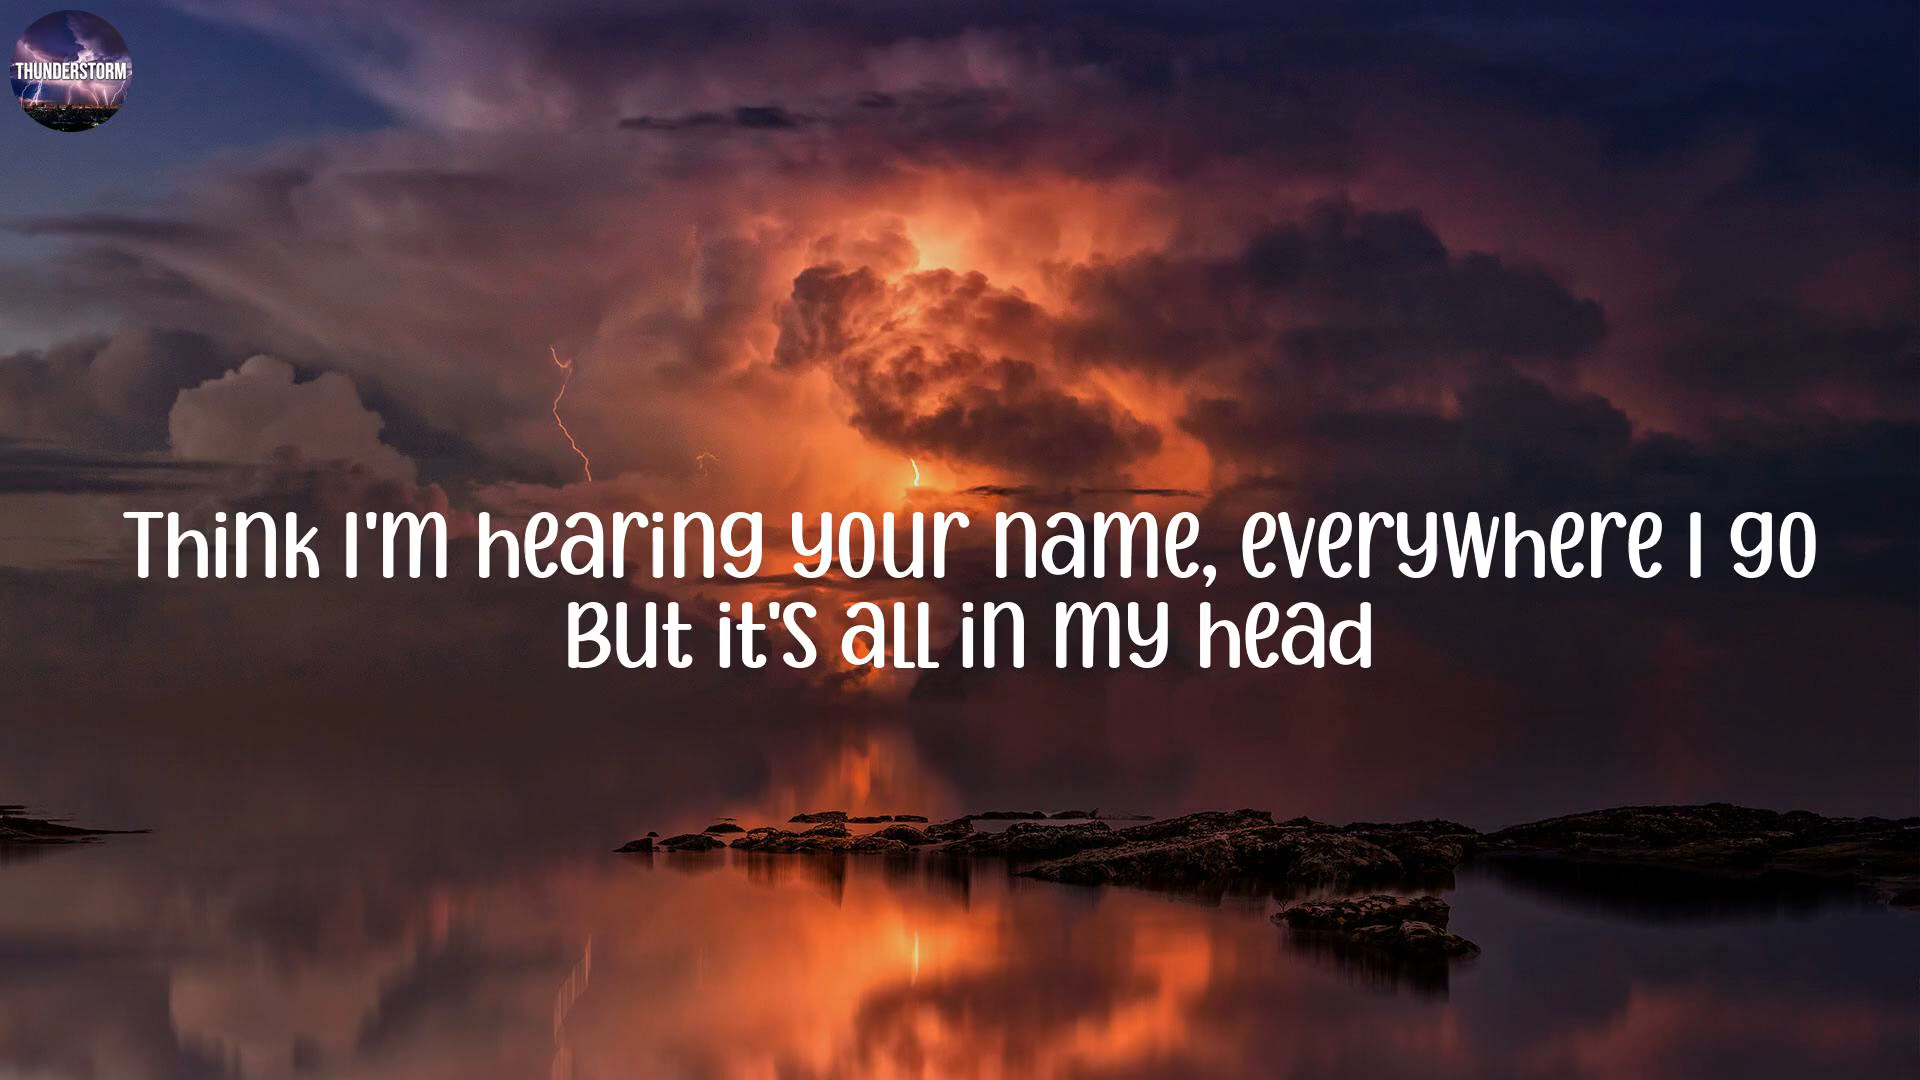 THUNDERSTORM
Think I'm hearing your name, everywhere I go
But it's all in my head